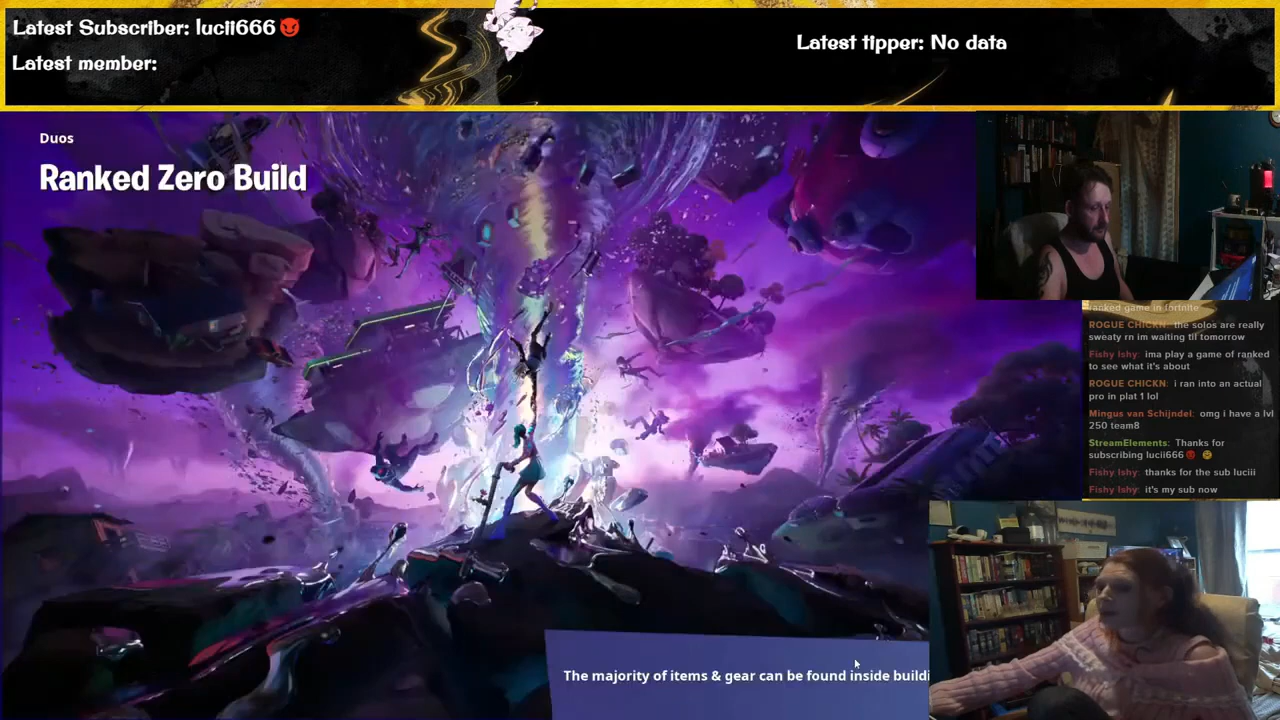 Latest Subscriber: lucii666😈
Latest member:
Latest tipper: No data
Duos
Ranked Zero Build
ranked game in fortnite
ROGUE CHICKN: the solos are really
sweaty rn im waiting til tomorrow
Fishy Ishy: ima play a game of ranked
to see what it's about
ROGUE CHICKN: i ran into an actual
pro in plat 1 lol
Mingus van Schijndel: omg i have a lvl
250 team8
StreamElements: Thanks for
subscribing lucii666
Fishy Ishy: thanks for the sub luciii
Fishy Ishy: it's my sub now
The majority of items & gear can be found inside buildi